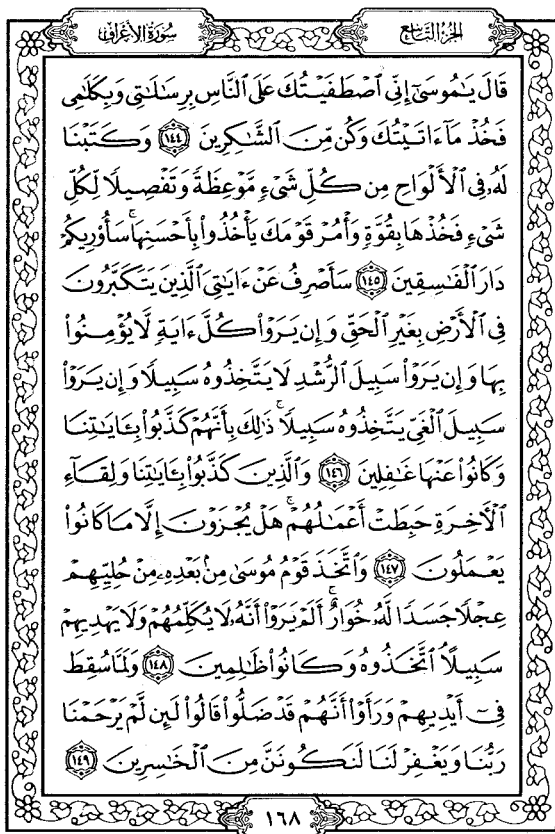 الجزء التاسع
سورة الأعراف
قَالَ يَٰمُوسَىٰٓ إِنِّى ٱصْطَفَيْتُكَ عَلَى ٱلنَّاسِ بِرِسَٰلَٰتِى وَبِكَلَٰمِى
فَخُذْ مَآ ءَاتَيْتُكَ وَكُن مِّنَ ٱلشَّٰكِرِينَ ١٤٤ وَكَتَبْنَا
لَهُۥ فِى ٱلْأَلْوَاحِ مِن كُلِّ شَىْءٍ مَّوْعِظَةً وَتَفْصِيلًا لِّكُلِّ
شَىْءٍ فَخُذْهَا بِقُوَّةٍ وَأْمُرْ قَوْمَكَ يَأْخُذُوا۟ بِأَحْسَنِهَا ۚ سَأُو۟رِيكُمْ
دَارَ ٱلْفَٰسِقِينَ ١٤٥ سَأَصْرِفُ عَنْ ءَايَٰتِىَ ٱلَّذِينَ يَتَكَبَّرُونَ
فِى ٱلْأَرْضِ بِغَيْرِ ٱلْحَقِّ وَإِن يَرَوْا۟ كُلَّ ءَايَةٍ لَّا يُؤْمِنُوا۟
بِهَا وَإِن يَرَوْا۟ سَبِيلَ ٱلرُّشْدِ لَا يَتَّخِذُوهُ سَبِيلًا وَإِن يَرَوْا۟
سَبِيلَ ٱلْغَىِّ يَتَّخِذُوهُ سَبِيلًا ۚ ذَٰلِكَ بِأَنَّهُمْ كَذَّبُوا۟ بِـَٔايَٰتِنَا
وَكَانُوا۟ عَنْهَا غَٰفِلِينَ ١٤٦ وَٱلَّذِينَ كَذَّبُوا۟ بِـَٔايَٰتِنَا وَلِقَآءِ
ٱلْأَخِرَةِ حَبِطَتْ أَعْمَٰلُهُمْ ۚ هَلْ يُجْزَوْنَ إِلَّا مَا كَانُوا۟
يَعْمَلُونَ ١٤٧ وَٱتَّخَذَ قَوْمُ مُوسَىٰ مِنۢ بَعْدِهِۦ مِنْ حُلِيِّهِمْ
عِجْلًا جَسَدًا لَّهُۥ خُوَارٌ ۚ أَلَمْ يَرَوْا۟ أَنَّهُۥ لَا يُكَلِّمُهُمْ وَلَا يَهْدِيهِمْ
سَبِيلًا ۘ ٱتَّخَذُوهُ وَكَانُوا۟ ظَٰلِمِينَ ١٤٨ وَلَمَّا سُقِطَ
فِىٓ أَيْدِيهِمْ وَرَأَوْا۟ أَنَّهُمْ قَدْ ضَلُّوا۟ قَالُوا۟ لَئِن لَّمْ يَرْحَمْنَا
رَبُّنَا وَيَغْفِرْ لَنَا لَنَكُونَنَّ مِنَ ٱلْخَٰسِرِينَ ١٤٩
١٦٨